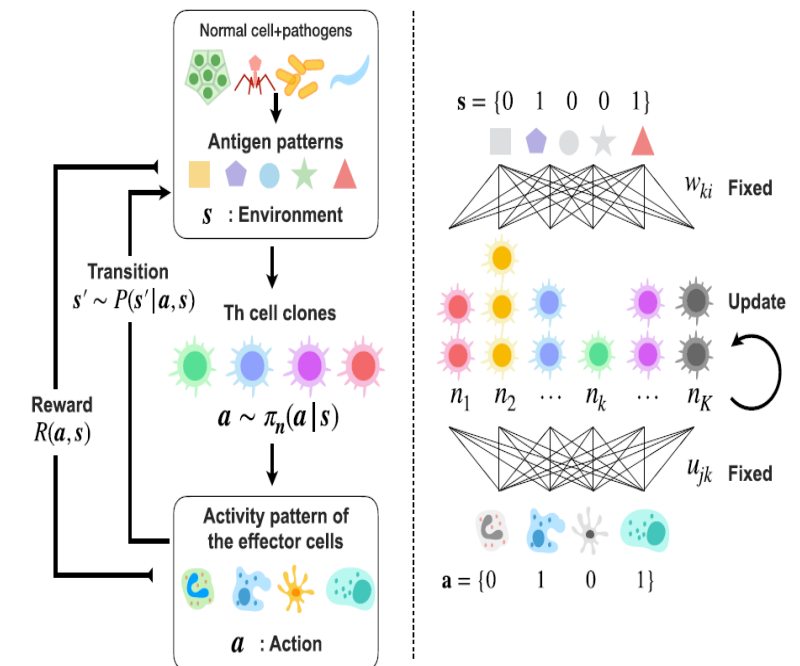 Normal cell+pathogens
Antigen patterns
s : Environment
Transition
s′ ~ P(s′|a,s)
Th cell clones
a ~ πₙ(a|s)
Reward
R(a,s)
Activity pattern of
the effector cells
a : Action
s = {0 1 0 0 1}
wₖᵢ Fixed
Update
n₁ n₂ ⋯ nₖ ⋯ n_K
uⱼₖ Fixed
a = {0 1 0 1}